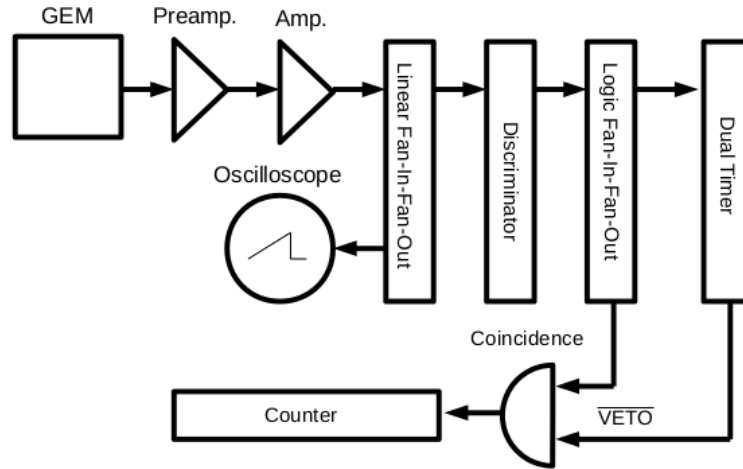 GEM
Preamp.
Amp.
Linear Fan-In-Fan-Out
Discriminator
Logic Fan-In-Fan-Out
Dual Timer
Oscilloscope
Coincidence
Counter
VETO